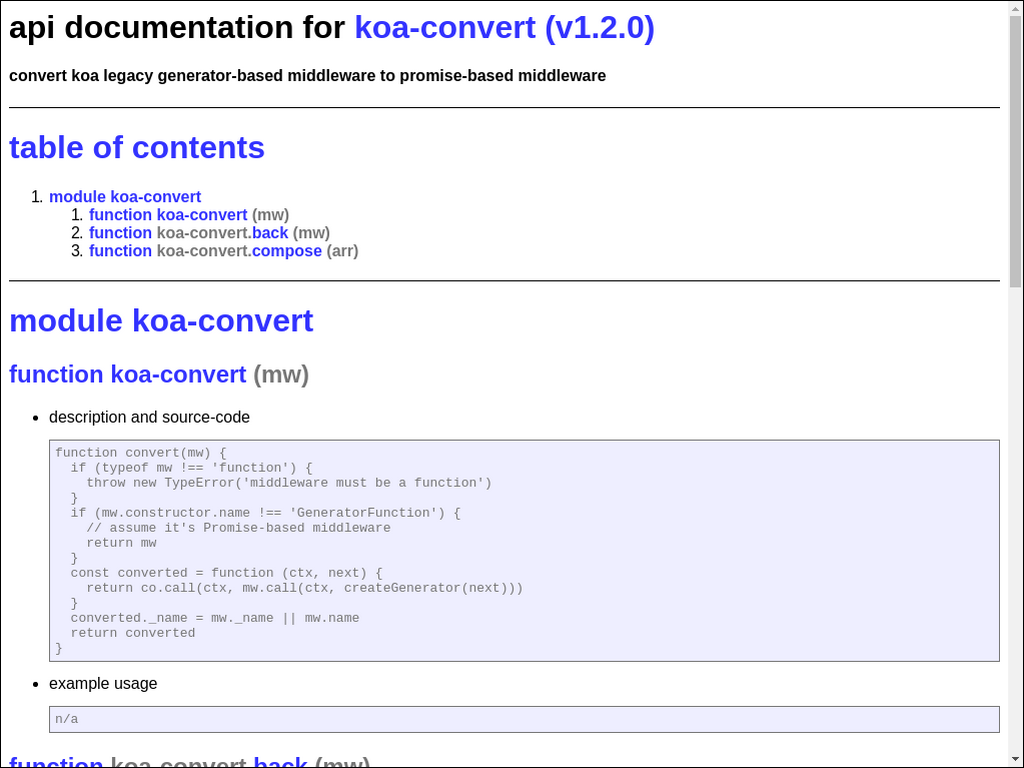 api documentation for koa-convert (v1.2.0)
convert koa legacy generator-based middleware to promise-based middleware
table of contents
1. module koa-convert
1. function koa-convert (mw)
2. function koa-convert.back (mw)
3. function koa-convert.compose (arr)
module koa-convert
function koa-convert (mw)
• description and source-code
function convert(mw) {
  if (typeof mw !== 'function') {
    throw new TypeError('middleware must be a function')
  }
  if (mw.constructor.name !== 'GeneratorFunction') {
    // assume it's Promise-based middleware
    return mw
  }
  const converted = function (ctx, next) {
    return co.call(ctx, mw.call(ctx, createGenerator(next)))
  }
  converted._name = mw._name || mw.name
  return converted
}
• example usage
n/a
function koa-convert.back (mw)